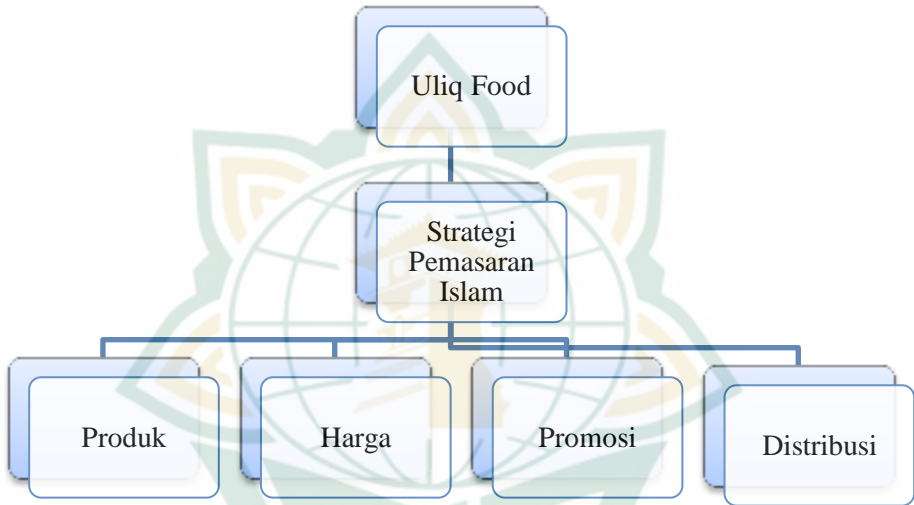 Uliq Food
Strategi
Pemasaran
Islam
Produk
Harga
Promosi
Distribusi